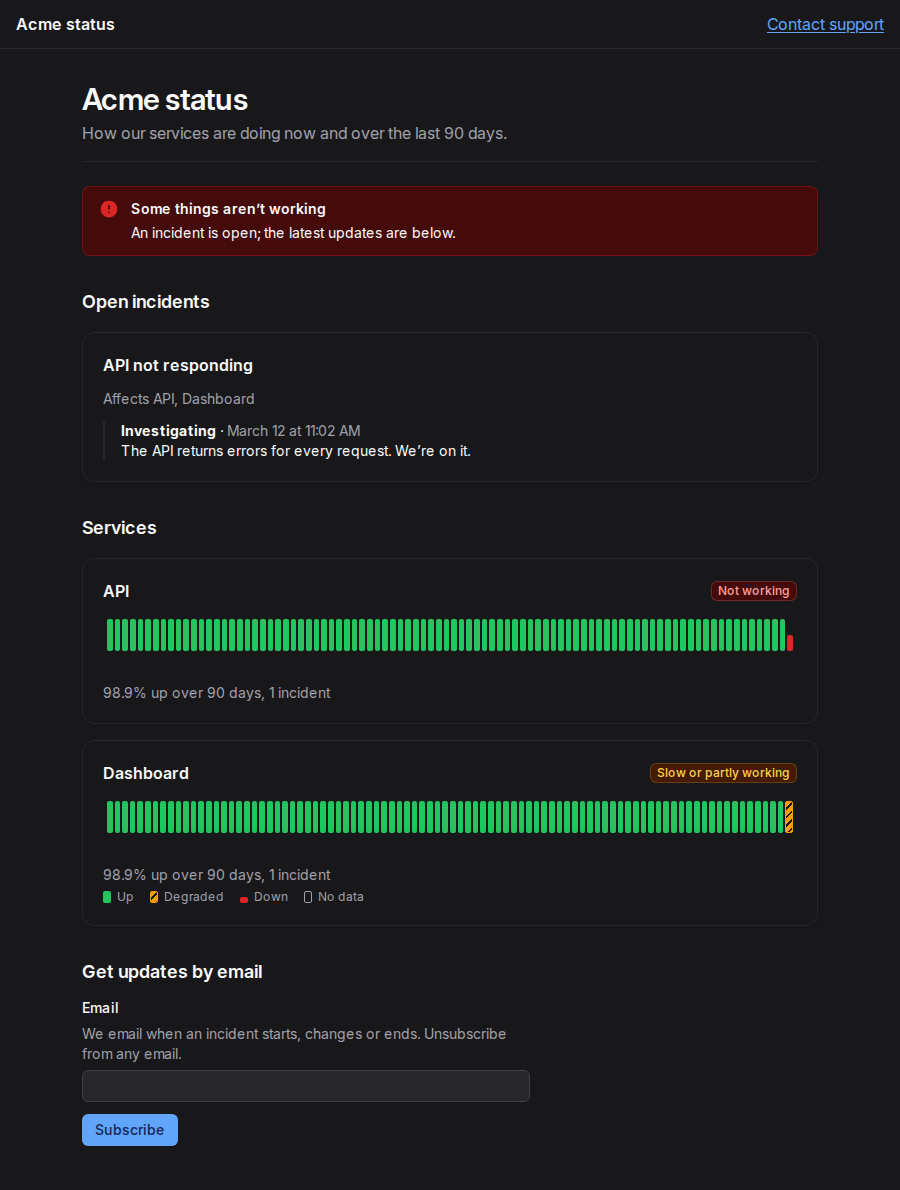 Acme status
Contact support
Acme status
How our services are doing now and over the last 90 days.
Some things aren’t working
An incident is open; the latest updates are below.
Open incidents
API not responding
Affects API, Dashboard
Investigating · March 12 at 11:02 AM
The API returns errors for every request. We’re on it.
Services
API
Not working
98.9% up over 90 days, 1 incident
Dashboard
Slow or partly working
98.9% up over 90 days, 1 incident
Up Degraded Down No data
Get updates by email
Email
We email when an incident starts, changes or ends. Unsubscribe
from any email.
Subscribe